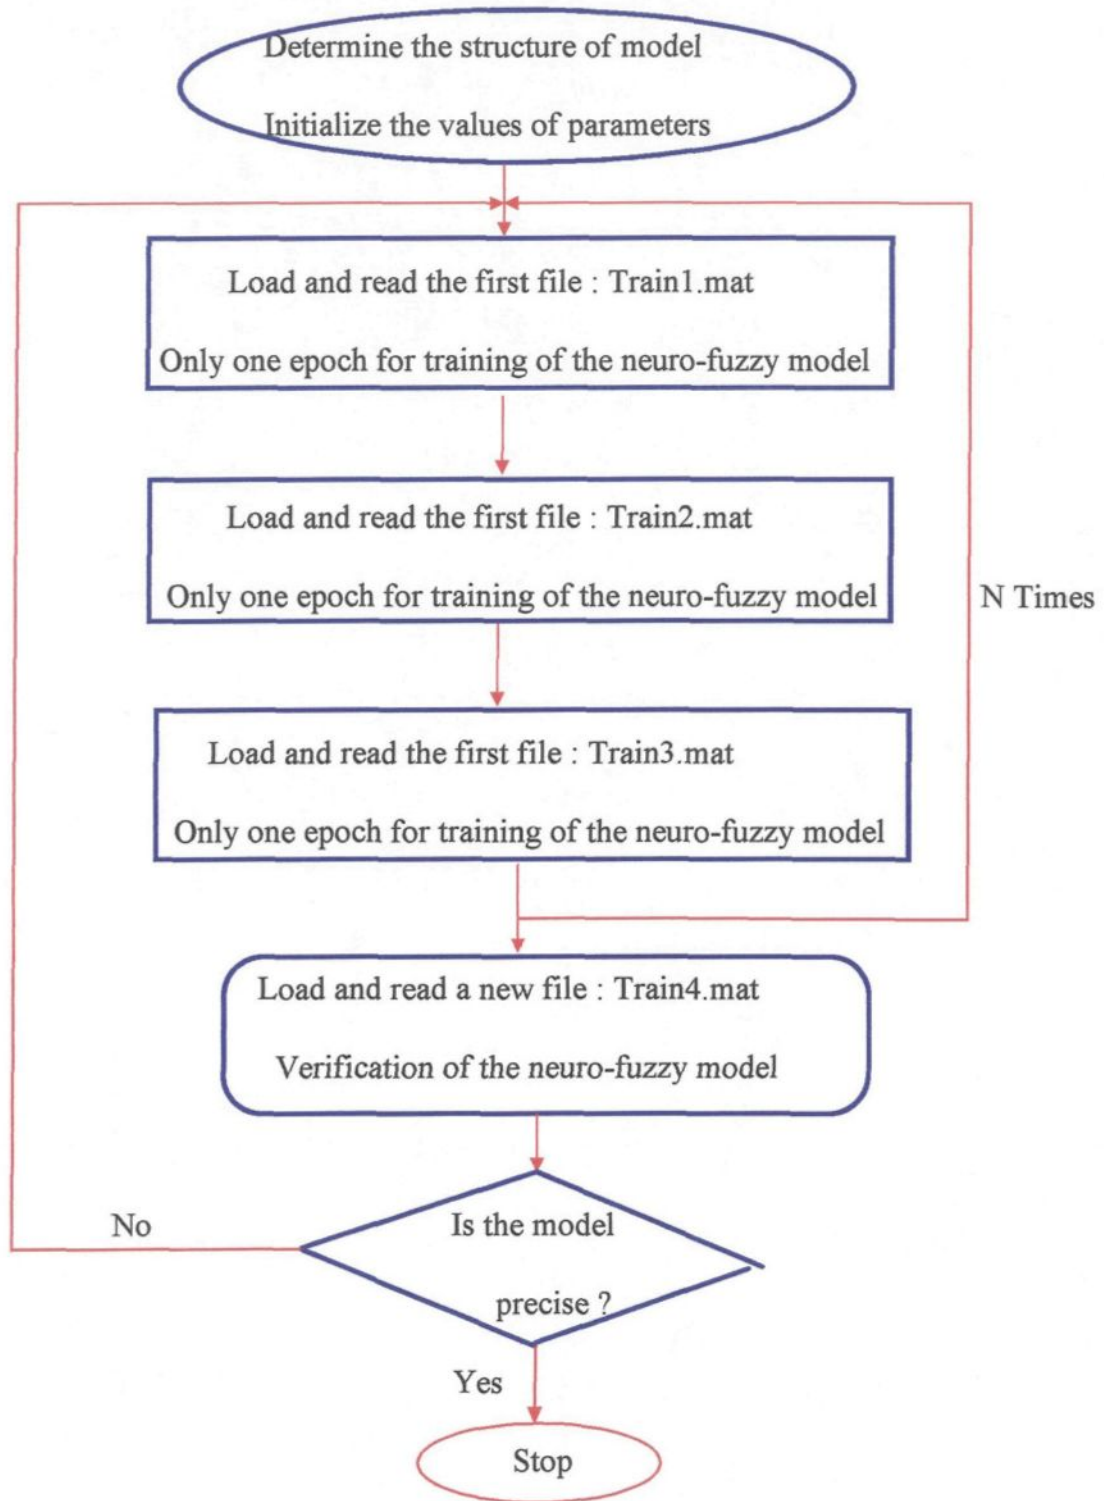 Determine the structure of model
Initialize the values of parameters
Load and read the first file : Train1.mat
Only one epoch for training of the neuro-fuzzy model
Load and read the first file : Train2.mat
Only one epoch for training of the neuro-fuzzy model
N Times
Load and read the first file : Train3.mat
Only one epoch for training of the neuro-fuzzy model
Load and read a new file : Train4.mat
Verification of the neuro-fuzzy model
No
Is the model
precise ?
Yes
Stop